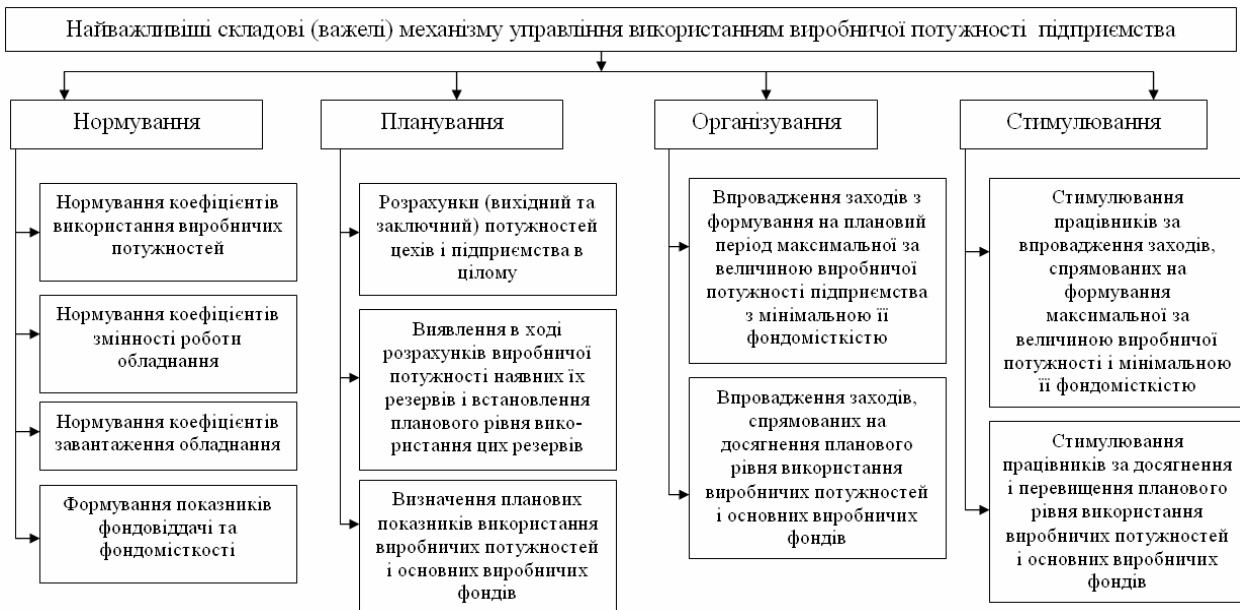 Найважливіші складові (важелі) механізму управління використанням виробничої потужності підприємства
Нормування
Планування
Організування
Стимулювання
Нормування коефіцієнтів
використання виробничих
потужностей
Нормування коефіцієнтів
змінності роботи
обладнання
Нормування коефіцієнтів
завантаження обладнання
Формування показників
фондовіддачі та
фондомісткості
Розрахунки (вихідний та
заключний) потужностей
цехів і підприємства в
цілому
Виявлення в ході
розрахунків виробничої
потужності наявних їх
резервів і встановлення
планового рівня вико-
ристання цих резервів
Визначення планових
показників використання
виробничих потужностей
і основних виробничих
фондів
Впровадження заходів з
формування на плановий
період максимальної за
величиною виробничої
потужності підприємства
з мінімальною її
фондомісткістю
Впровадження заходів,
спрямованих на
досягнення планового
рівня використання
виробничих потужностей
і основних виробничих
фондів
Стимулювання
працівників за
впровадження заходів,
спрямованих на
формування
максимальної за
величиною виробничої
потужності і мінімальною
її фондомісткістю
Стимулювання
працівників за досягнення
і перевищення планового
рівня використання
виробничих потужностей
і основних виробничих
фондів